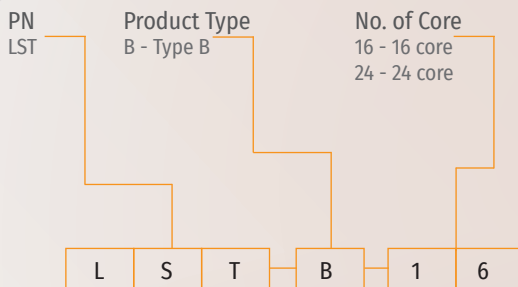 PN
LST
Product Type
B - Type B
No. of Core
16 - 16 core
24 - 24 core
L S T B 1 6